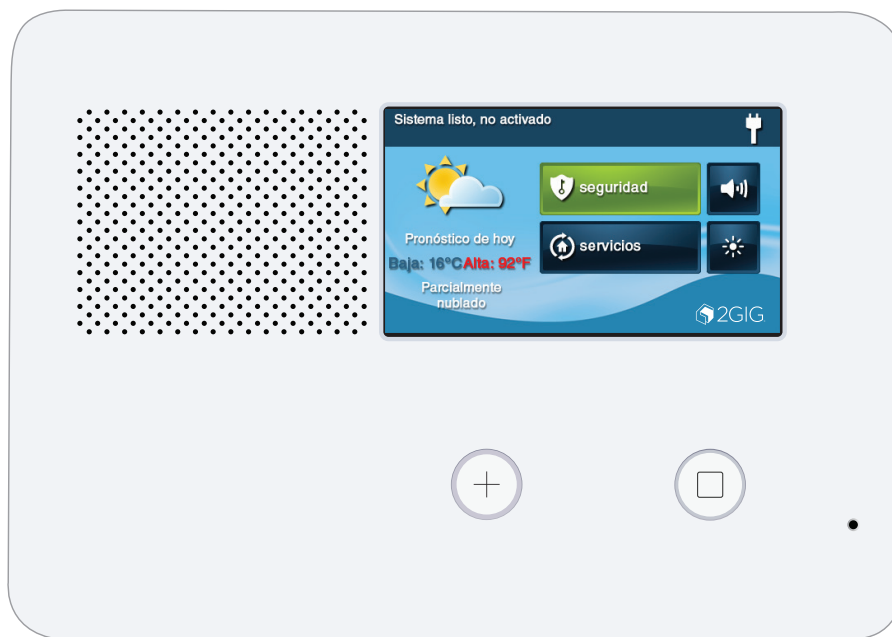 Sistema listo, no activado
seguridad
servicios
Pronóstico de hoy
Baja: 16°C Alta: 92°F
Parcialmente
nublado
2GIG